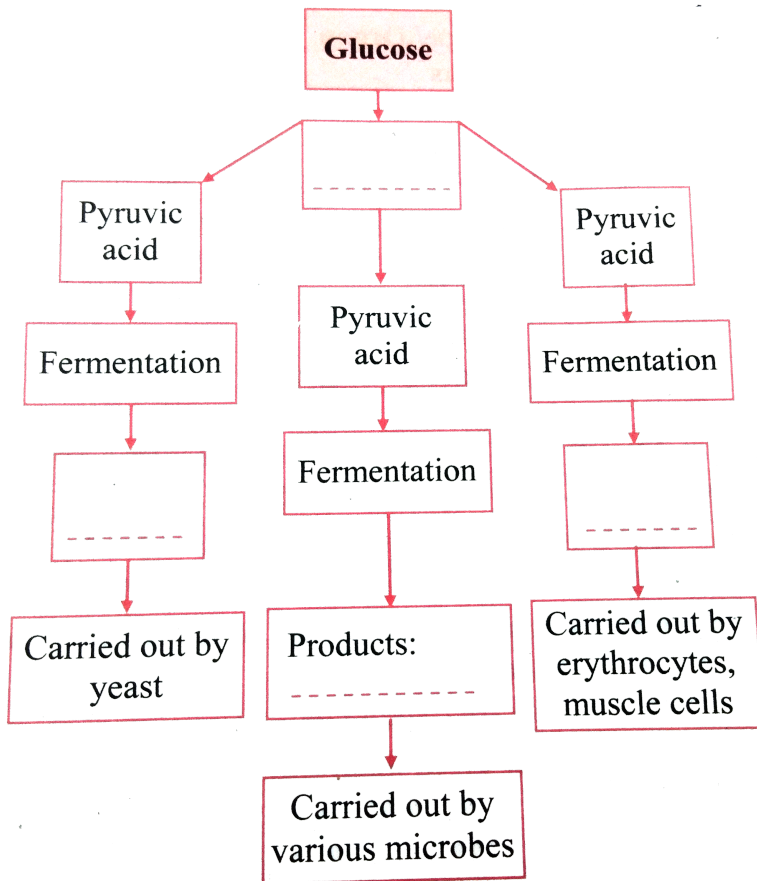 Glucose
Pyruvic
acid
Fermentation
Carried out by
yeast
Pyruvic
acid
Fermentation
Products:
Carried out by
various microbes
Pyruvic
acid
Fermentation
Carried out by
erythrocytes,
muscle cells